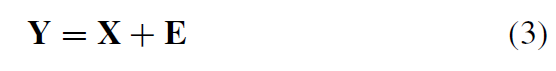 Y = X + E (3)